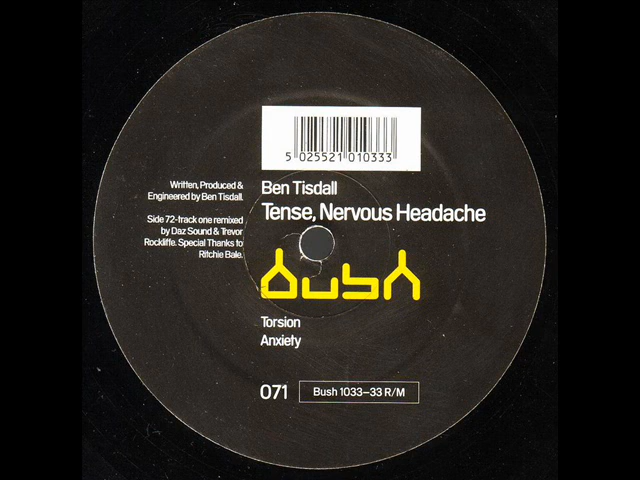 5 025521 010333
Written, Produced &
Engineered by Ben Tisdall.
Side 72-track one remixed
by Daz Sound & Trevor
Rockliffe. Special Thanks to
Ritchie Bale.
Ben Tisdall
Tense, Nervous Headache
bush
Torsion
Anxiety
071
Bush 1033–33 R/M